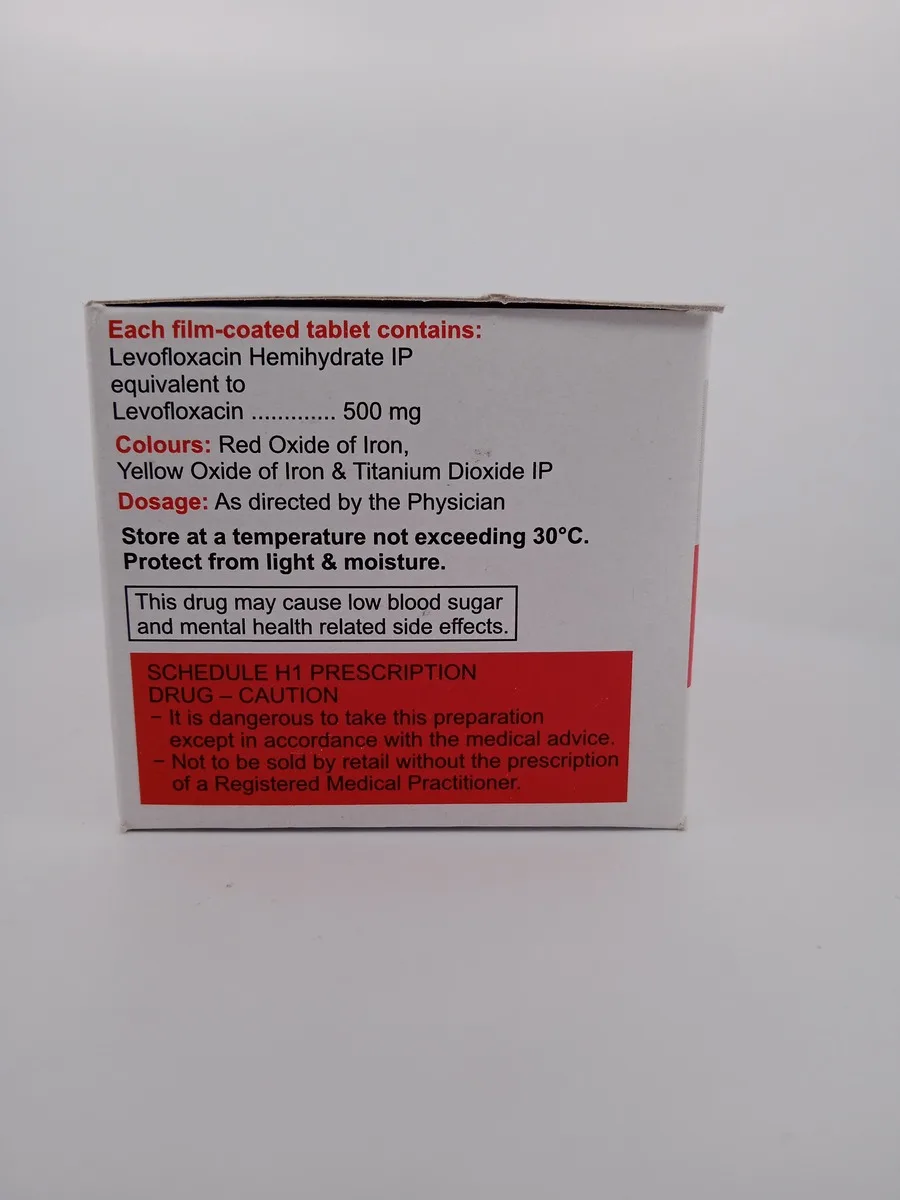 Each film-coated tablet contains:
Levofloxacin Hemihydrate IP
equivalent to
Levofloxacin ............. 500 mg
Colours: Red Oxide of Iron,
Yellow Oxide of Iron & Titanium Dioxide IP
Dosage: As directed by the Physician
Store at a temperature not exceeding 30°C.
Protect from light & moisture.
This drug may cause low blood sugar
and mental health related side effects.
SCHEDULE H1 PRESCRIPTION
DRUG – CAUTION
– It is dangerous to take this preparation
except in accordance with the medical advice.
– Not to be sold by retail without the prescription
of a Registered Medical Practitioner.